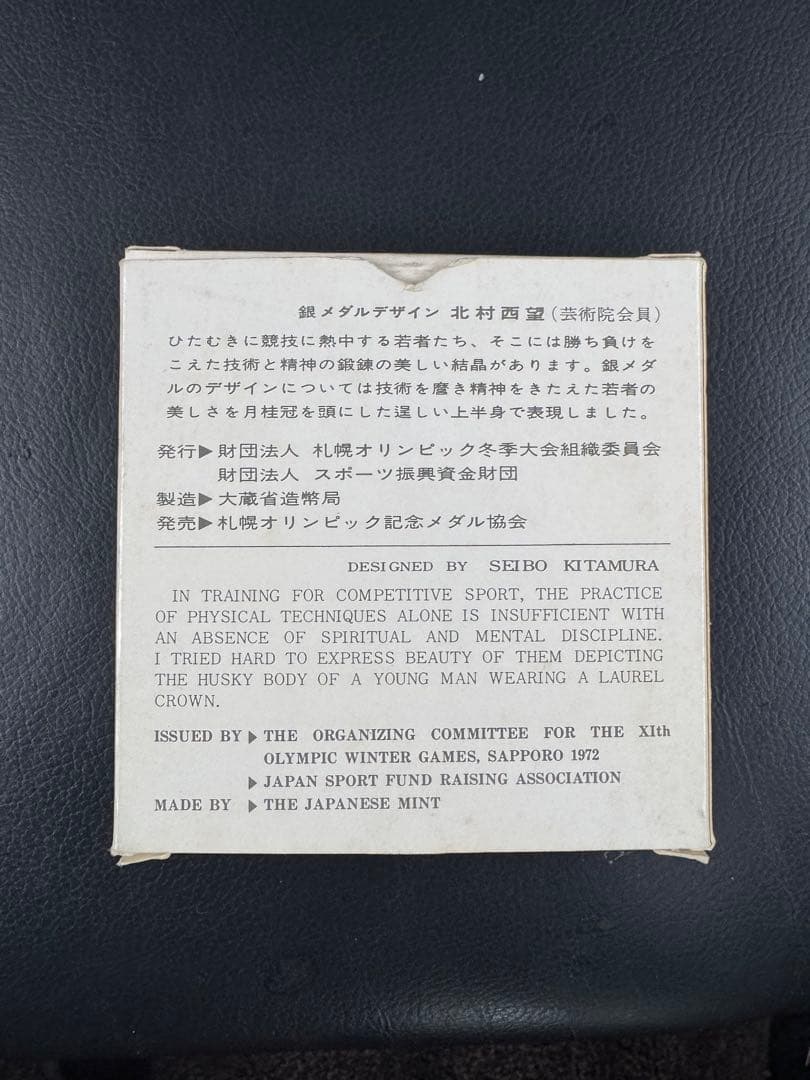 銀メダルデザイン 北村西望(芸術院会員)
ひたむきに競技に熱中する若者たち、そこには勝ち負けを
こえた技術と精神の鍛錬の美しい結晶があります。銀メダ
ルのデザインについては技術を磨き精神をきたえた若者の
美しさを月桂冠を頭にした逞しい上半身で表現しました。
発行▶財団法人 札幌オリンピック冬季大会組織委員会
財団法人 スポーツ振興資金財団
製造▶大蔵省造幣局
発売▶札幌オリンピック記念メダル協会
DESIGNED BY SEIBO KITAMURA
IN TRAINING FOR COMPETITIVE SPORT, THE PRACTICE
OF PHYSICAL TECHNIQUES ALONE IS INSUFFICIENT WITH
AN ABSENCE OF SPIRITUAL AND MENTAL DISCIPLINE.
I TRIED HARD TO EXPRESS BEAUTY OF THEM DEPICTING
THE HUSKY BODY OF A YOUNG MAN WEARING A LAUREL
CROWN.
ISSUED BY ▶ THE ORGANIZING COMMITTEE FOR THE XIth
OLYMPIC WINTER GAMES, SAPPORO 1972
▶ JAPAN SPORT FUND RAISING ASSOCIATION
MADE BY ▶ THE JAPANESE MINT